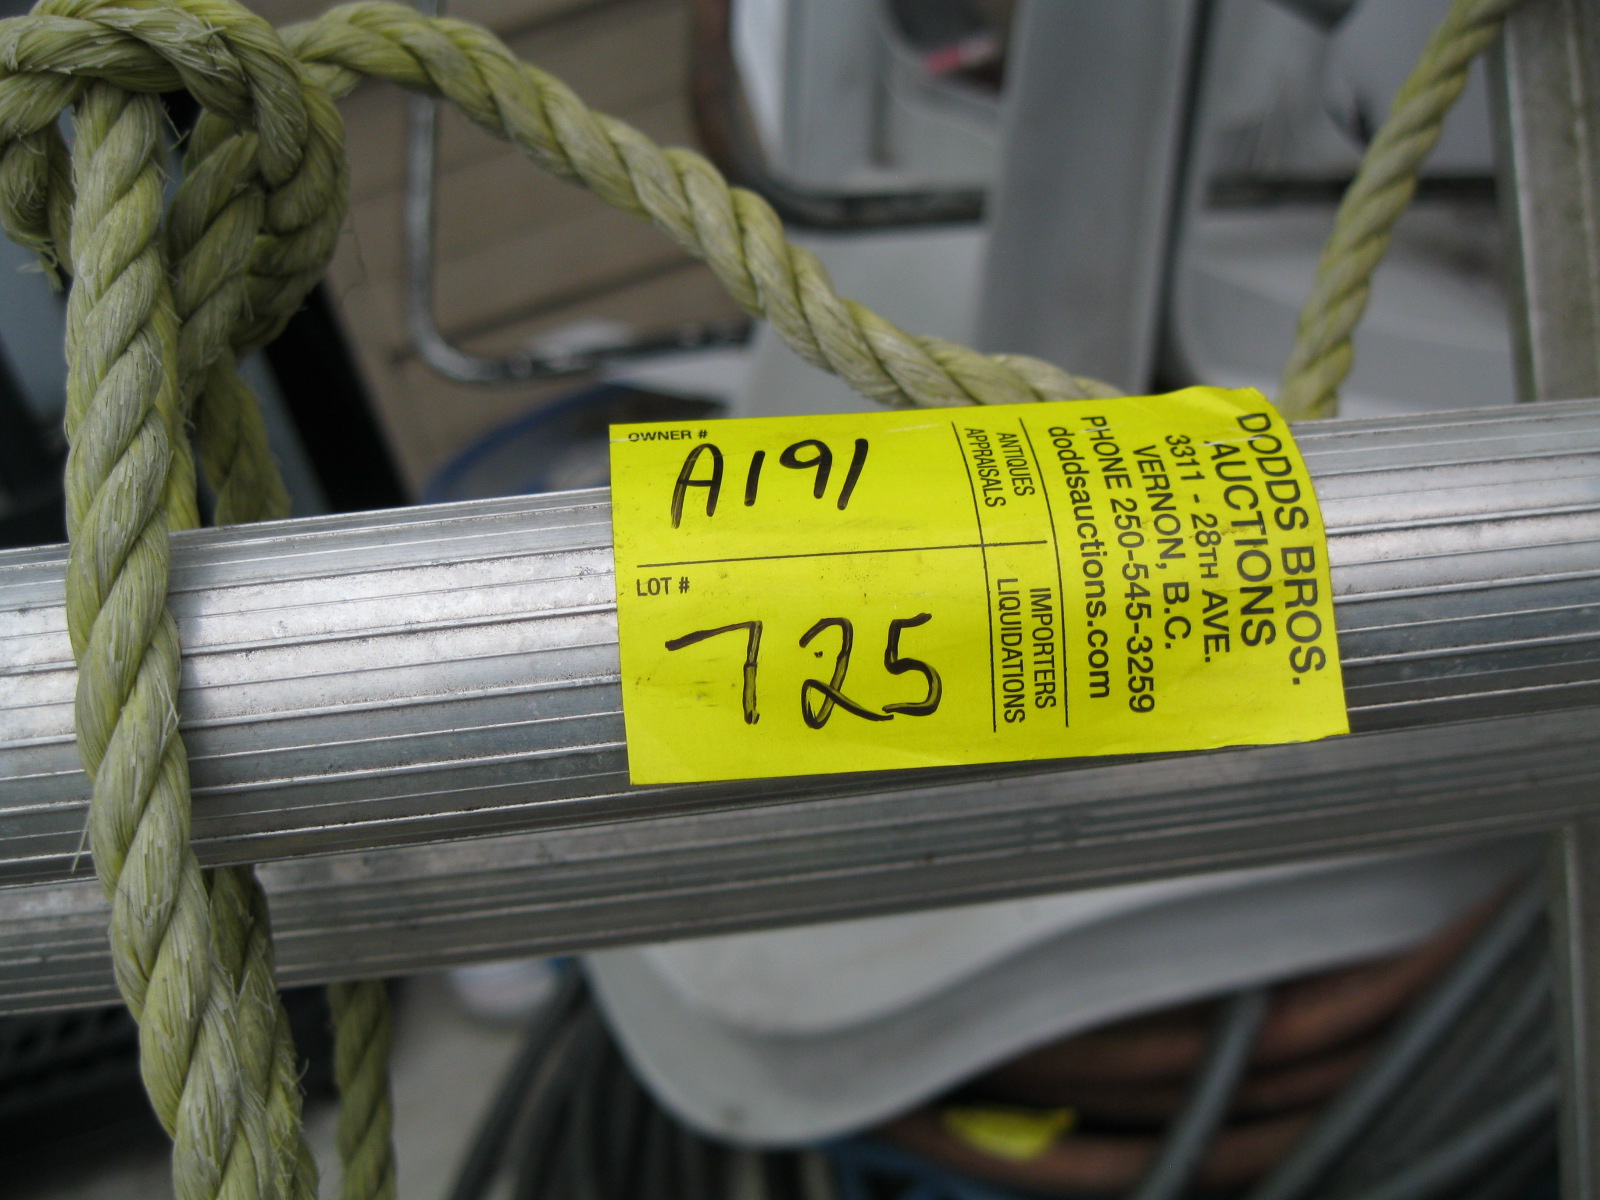 OWNER #
A191
LOT #
725
ANTIQUES
APPRAISALS
IMPORTERS
LIQUIDATIONS
DODDS BROS.
AUCTIONS
3311 - 28TH AVE.
VERNON, B.C.
PHONE 250-545-3259
doddsauctions.com